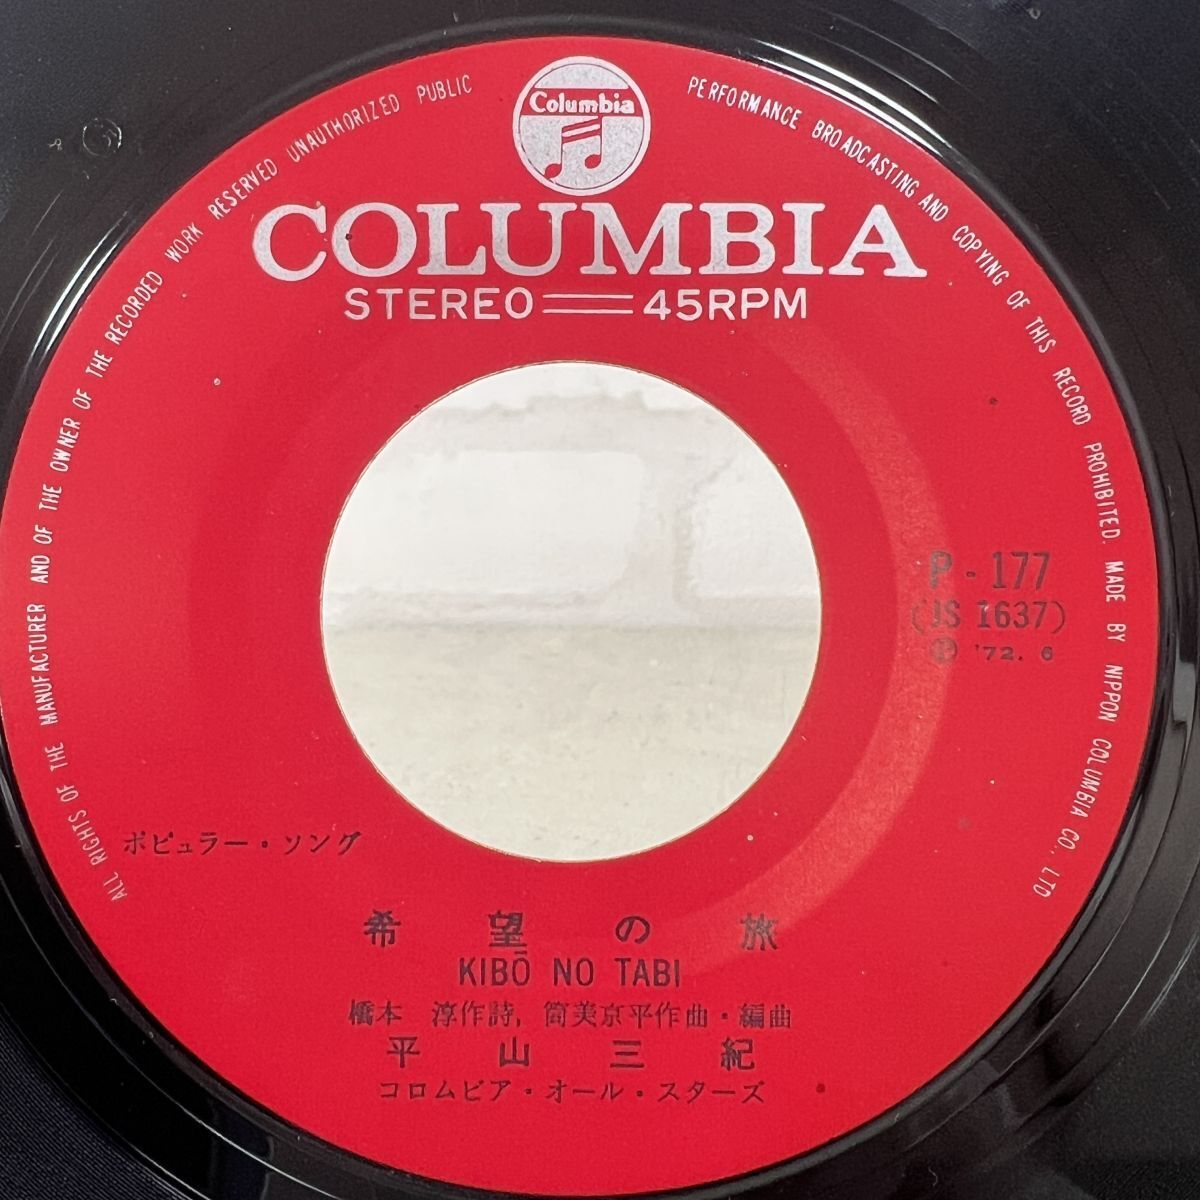 ALL RIGHTS OF THE MANUFACTURER AND OF THE OWNER OF THE RECORDED WORK RESERVED UNAUTHORIZED PUBLIC PERFORMANCE BROADCASTING AND COPYING OF THIS RECORD PROHIBITED. MADE BY NIPPON COLUMBIA CO., LTD
Columbia
COLUMBIA
STEREO 45RPM
P-177
(JS 1637)
Ⓟ '72. 6
ポピュラー・ソング
希望の旅
KIBŌ NO TABI
橋本 淳作詩, 筒美京平作曲・編曲
平山三紀
コロムビア・オール・スターズ